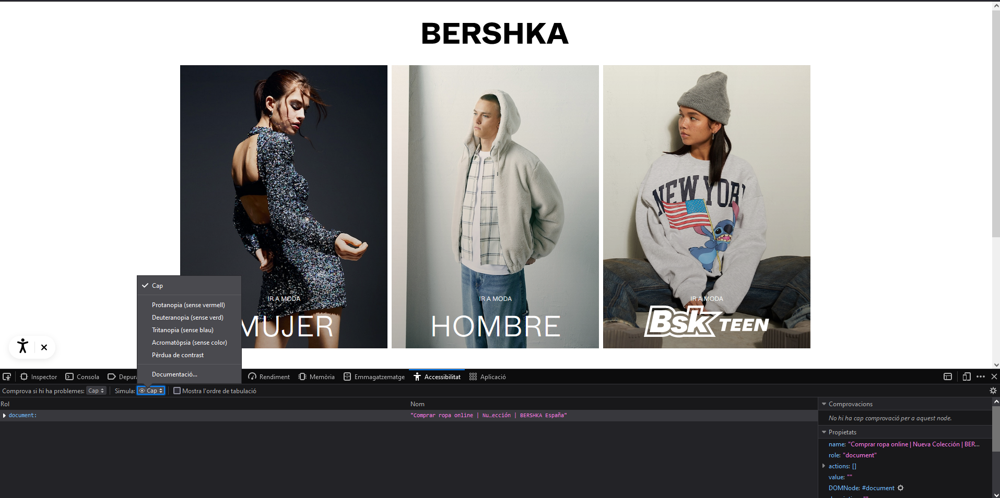 BERSHKA
NEW YOR
IR A MODA
MUJER
IR A MODA
HOMBRE
IR A MODA
Bsk TEEN
Cap
Protanopia (sense vermell)
Deuteranopia (sense verd)
Tritanopia (sense blau)
Acromatòpsia (sense color)
Pèrdua de contrast
Documentació...
Inspector
Consola
Depura
Rendiment
Memòria
Emmagatzematge
Accessibilitat
Aplicació
Comprova si hi ha problemes: Cap
Simula: Cap
Mostra l'ordre de tabulació
Rol
Nom
document:
"Comprar ropa online | Nu…ección | BERSHKA España"
Comprovacions
No hi ha cap comprovació per a aquest node.
Propietats
name: "Comprar ropa online | Nueva Colección | BER...
role: "document"
actions: []
value: ""
DOMNode: #document